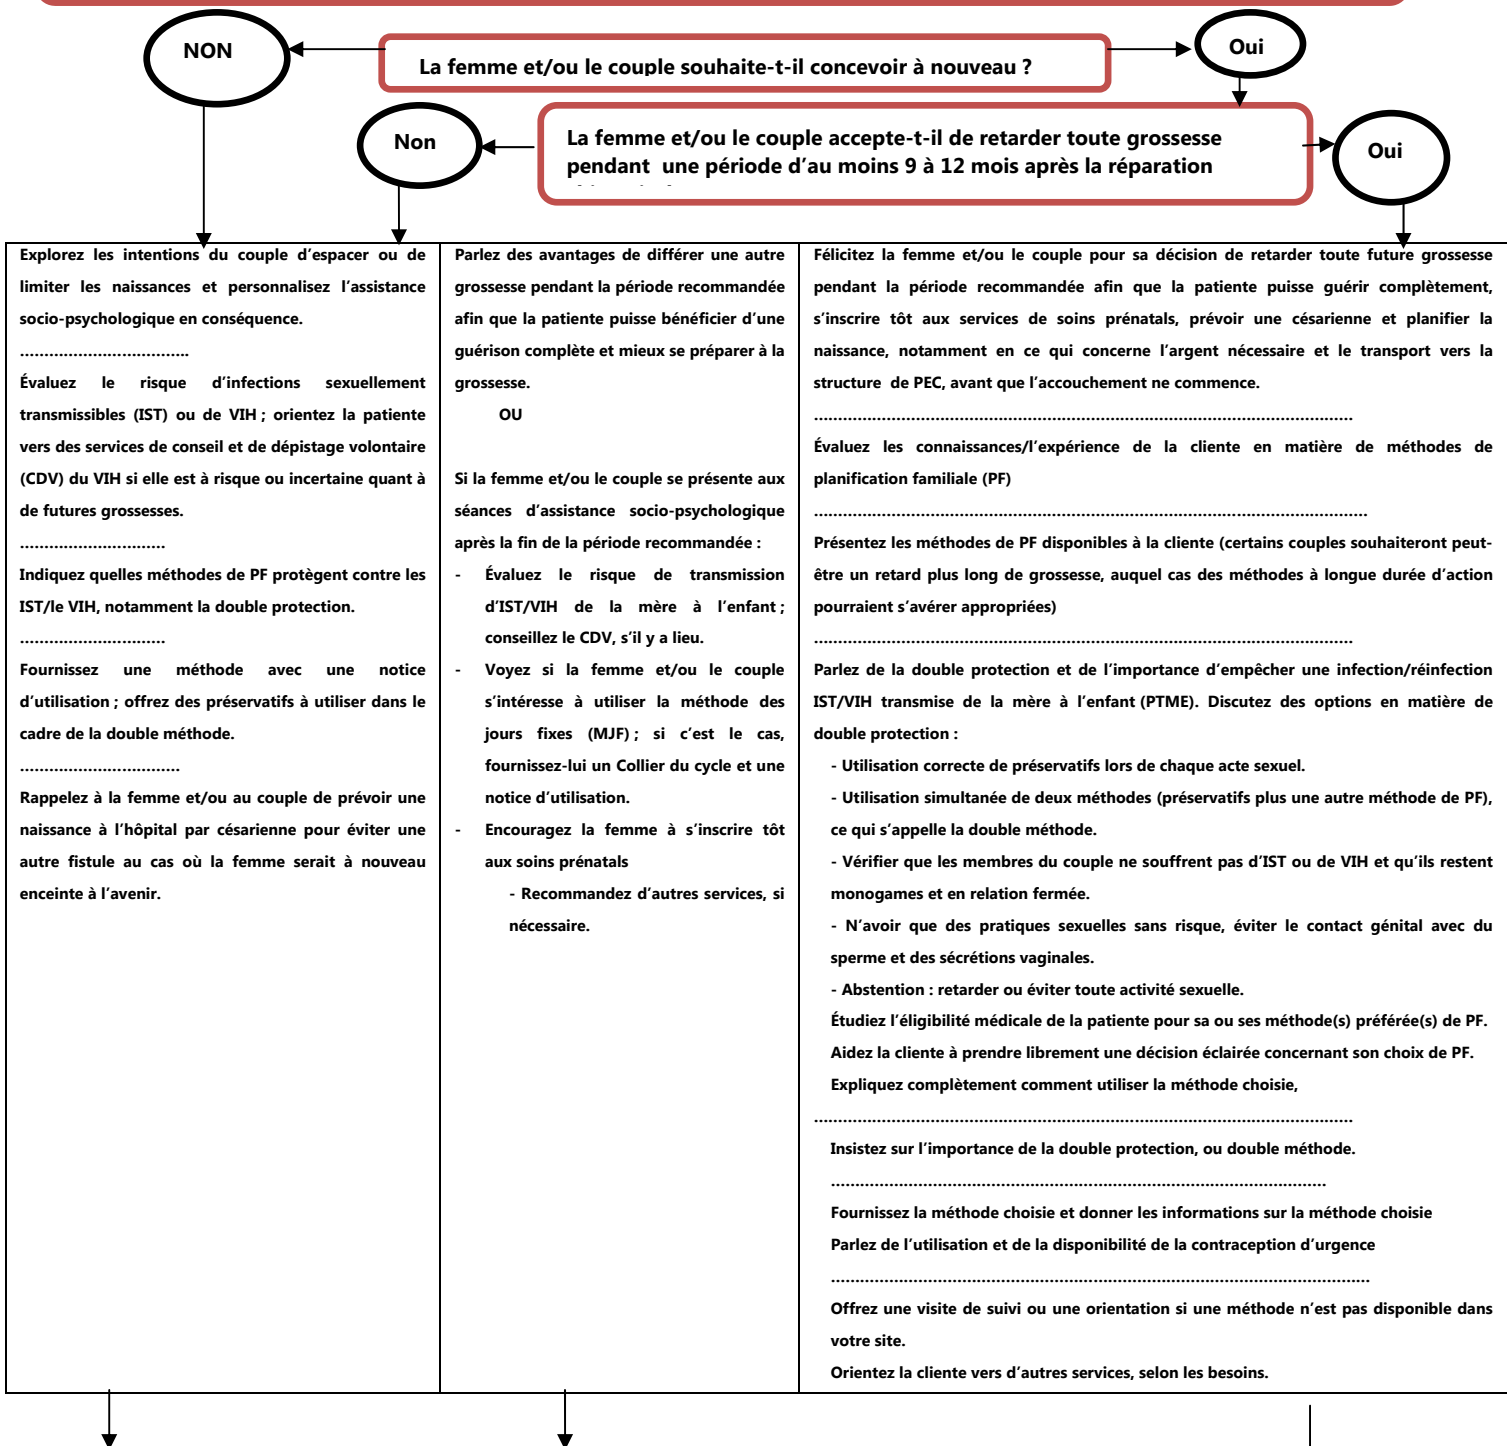 NON
La femme et/ou le couple souhaite-t-il concevoir à nouveau ?
Oui
Non
La femme et/ou le couple accepte-t-il de retarder toute grossesse
pendant une période d'au moins 9 à 12 mois après la réparation
Oui
Explorez les intentions du couple d'espacer ou de
limiter les naissances et personnalisez l'assistance
socio-psychologique en conséquence.
......................................
Évaluez le risque d'infections sexuellement
transmissibles (IST) ou de VIH ; orientez la patiente
vers des services de conseil et de dépistage volontaire
(CDV) du VIH si elle est à risque ou incertaine quant à
de futures grossesses.
..............................
Indiquez quelles méthodes de PF protègent contre les
IST/le VIH, notamment la double protection.
..............................
Fournissez une méthode avec une notice
d'utilisation ; offrez des préservatifs à utiliser dans le
cadre de la double méthode.
.................................
Rappelez à la femme et/ou au couple de prévoir une
naissance à l'hôpital par césarienne pour éviter une
autre fistule au cas où la femme serait à nouveau
enceinte à l'avenir.
Parlez des avantages de différer une autre
grossesse pendant la période recommandée
afin que la patiente puisse bénéficier d'une
guérison complète et mieux se préparer à la
grossesse.
OU
Si la femme et/ou le couple se présente aux
séances d'assistance socio-psychologique
après la fin de la période recommandée :
- Évaluez le risque de transmission
d'IST/VIH de la mère à l'enfant ;
conseillez le CDV, s'il y a lieu.
- Voyez si la femme et/ou le couple
s'intéresse à utiliser la méthode des
jours fixes (MJF) ; si c'est le cas,
fournissez-lui un Collier du cycle et une
notice d'utilisation.
- Encouragez la femme à s'inscrire tôt
aux soins prénatals
- Recommandez d'autres services, si
nécessaire.
Félicitez la femme et/ou le couple pour sa décision de retarder toute future grossesse
pendant la période recommandée afin que la patiente puisse guérir complètement,
s'inscrire tôt aux services de soins prénatals, prévoir une césarienne et planifier la
naissance, notamment en ce qui concerne l'argent nécessaire et le transport vers la
structure de PEC, avant que l'accouchement ne commence.
...............................................................................................................
Évaluez les connaissances/l'expérience de la cliente en matière de méthodes de
planification familiale (PF)
..................................................................................................................
Présentez les méthodes de PF disponibles à la cliente (certains couples souhaiteront peut-
être un retard plus long de grossesse, auquel cas des méthodes à longue durée d'action
pourraient s'avérer appropriées)
...............................................................................................................
Parlez de la double protection et de l'importance d'empêcher une infection/réinfection
IST/VIH transmise de la mère à l'enfant (PTME). Discutez des options en matière de
double protection :
- Utilisation correcte de préservatifs lors de chaque acte sexuel.
- Utilisation simultanée de deux méthodes (préservatifs plus une autre méthode de PF),
ce qui s'appelle la double méthode.
- Vérifier que les membres du couple ne souffrent pas d'IST ou de VIH et qu'ils restent
monogames et en relation fermée.
- N'avoir que des pratiques sexuelles sans risque, éviter le contact génital avec du
sperme et des sécrétions vaginales.
- Abstention : retarder ou éviter toute activité sexuelle.
Étudiez l'éligibilité médicale de la patiente pour sa ou ses méthode(s) préférée(s) de PF.
Aidez la cliente à prendre librement une décision éclairée concernant son choix de PF.
Expliquez complètement comment utiliser la méthode choisie,
...............................................................................................................
Insistez sur l'importance de la double protection, ou double méthode.
......................................................................................................
Fournissez la méthode choisie et donner les informations sur la méthode choisie
Parlez de l'utilisation et de la disponibilité de la contraception d'urgence
...............................................................................................................
Offrez une visite de suivi ou une orientation si une méthode n'est pas disponible dans
votre site.
Orientez la cliente vers d'autres services, selon les besoins.